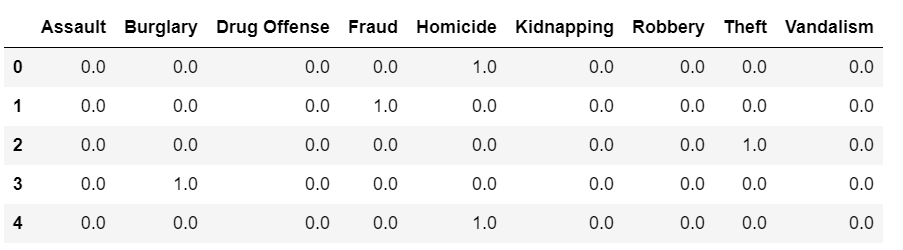 Assault Burglary Drug Offense Fraud Homicide Kidnapping Robbery Theft Vandalism
0 0.0 0.0 0.0 0.0 1.0 0.0 0.0 0.0 0.0
1 0.0 0.0 0.0 1.0 0.0 0.0 0.0 0.0 0.0
2 0.0 0.0 0.0 0.0 0.0 0.0 0.0 1.0 0.0
3 0.0 1.0 0.0 0.0 0.0 0.0 0.0 0.0 0.0
4 0.0 0.0 0.0 0.0 1.0 0.0 0.0 0.0 0.0